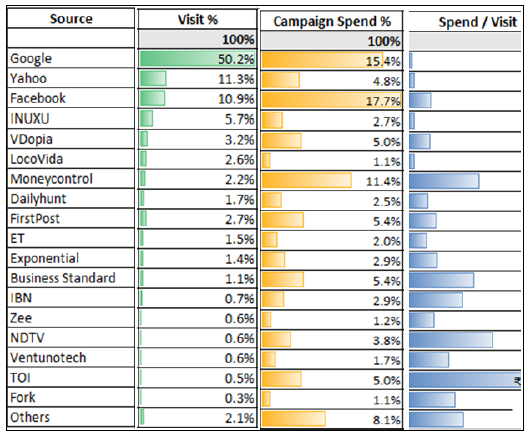 Source Visit % Campaign Spend % Spend / Visit
100% 100%
Google 50.2% 15.4%
Yahoo 11.3% 4.8%
Facebook 10.9% 17.7%
INUXU 5.7% 2.7%
VDopia 3.2% 5.0%
LocoVida 2.6% 1.1%
Moneycontrol 2.2% 11.4%
Dailyhunt 1.7% 2.5%
FirstPost 2.7% 5.4%
ET 1.5% 2.0%
Exponential 1.4% 2.9%
Business Standard 1.1% 5.4%
IBN 0.7% 2.9%
Zee 0.6% 1.2%
NDTV 0.6% 3.8%
Ventunotech 0.6% 1.7%
TOI 0.5% 5.0% ₹
Fork 0.3% 1.1%
Others 2.1% 8.1%